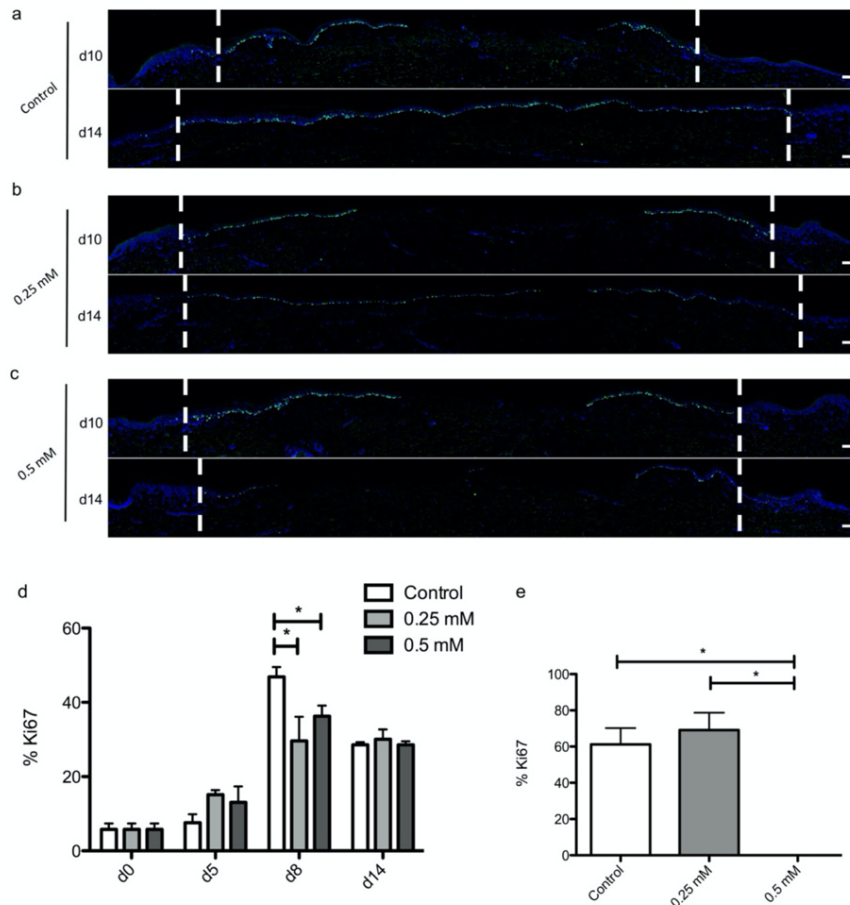 a
d10
Control
d14
b
d10
0.25 mM
d14
c
d10
0.5 mM
d14
d
Control
0.25 mM
0.5 mM
% Ki67
60
40
20
0
*
*
d0
d5
d8
d14
e
% Ki67
100
80
60
40
20
0
*
*
Control
0.25 mM
0.5 mM